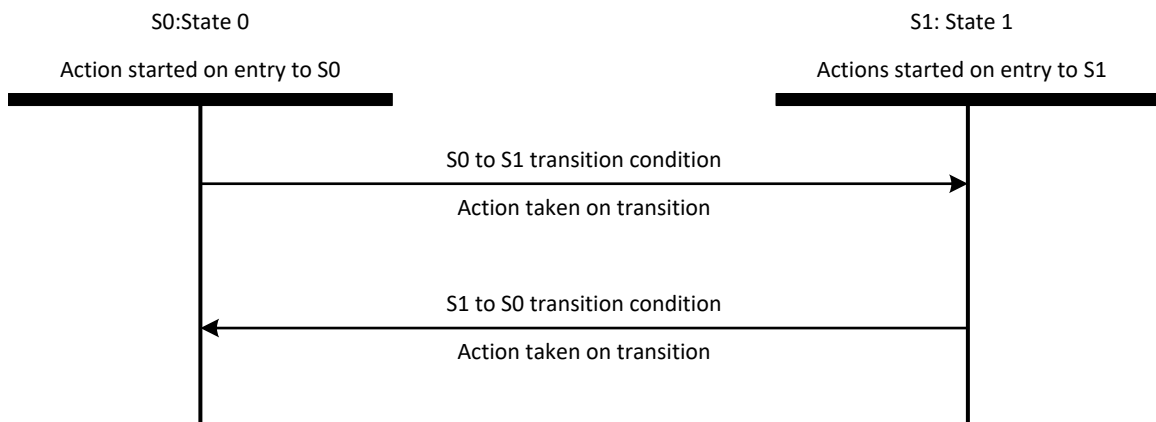 S0:State 0
Action started on entry to S0
S1: State 1
Actions started on entry to S1
S0 to S1 transition condition
Action taken on transition
S1 to S0 transition condition
Action taken on transition